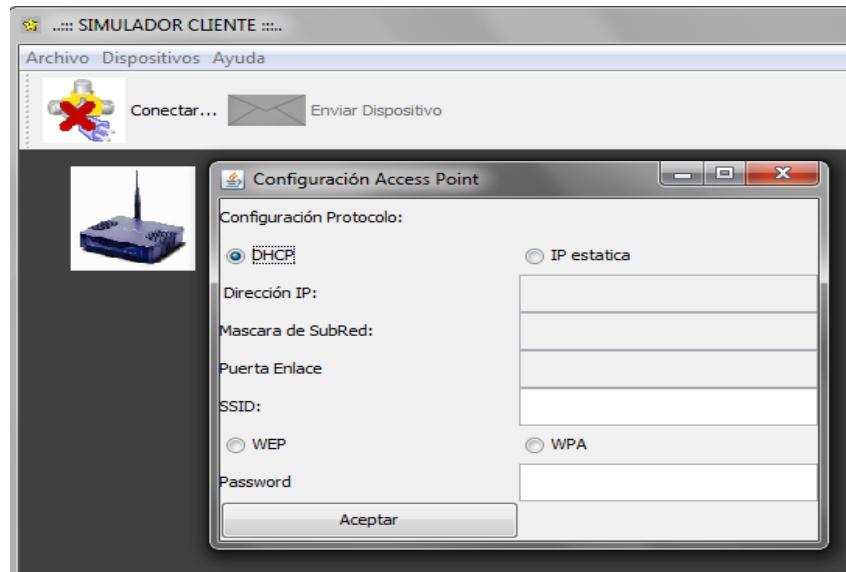 ..::: SIMULADOR CLIENTE :::..
Archivo Dispositivos Ayuda
Conectar... Enviar Dispositivo
Configuración Access Point
Configuración Protocolo:
DHCP IP estatica
Dirección IP:
Mascara de SubRed:
Puerta Enlace
SSID:
WEP WPA
Password
Aceptar